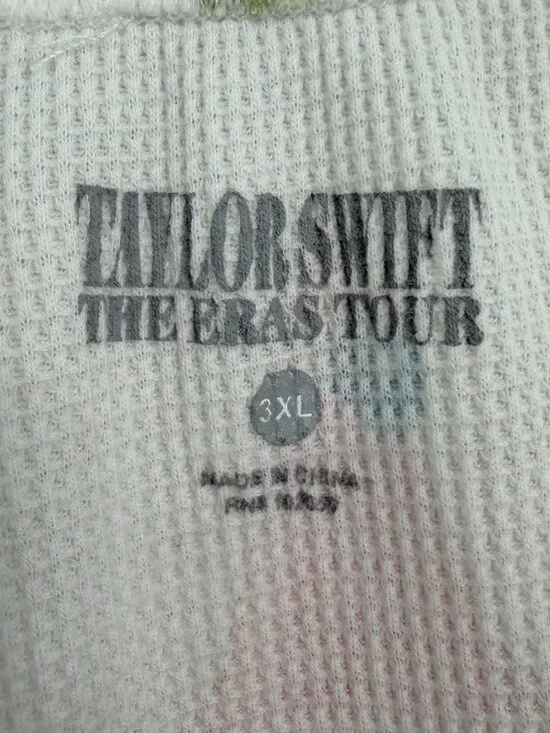 TAYLOR SWIFT
THE ERAS TOUR
3XL
MADE IN CHINA